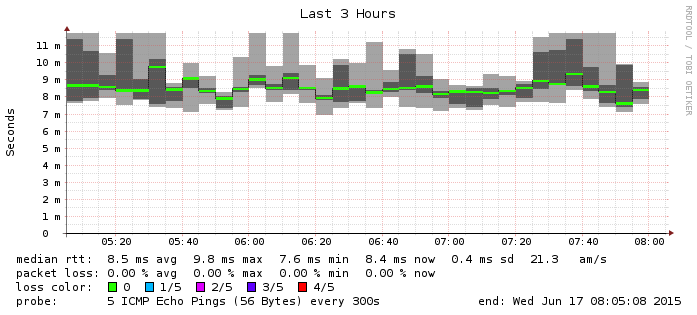 Last 3 Hours
RRDTOOL / TOBI OETIKER
Seconds
11 m
10 m
9 m
8 m
7 m
6 m
5 m
4 m
3 m
2 m
1 m
0
05:20 05:40 06:00 06:20 06:40 07:00 07:20 07:40 08:00
median rtt: 8.5 ms avg 9.8 ms max 7.6 ms min 8.4 ms now 0.4 ms sd 21.3 am/s
packet loss: 0.00 % avg 0.00 % max 0.00 % min 0.00 % now
loss color: 0 1/5 2/5 3/5 4/5
probe: 5 ICMP Echo Pings (56 Bytes) every 300s end: Wed Jun 17 08:05:08 2015